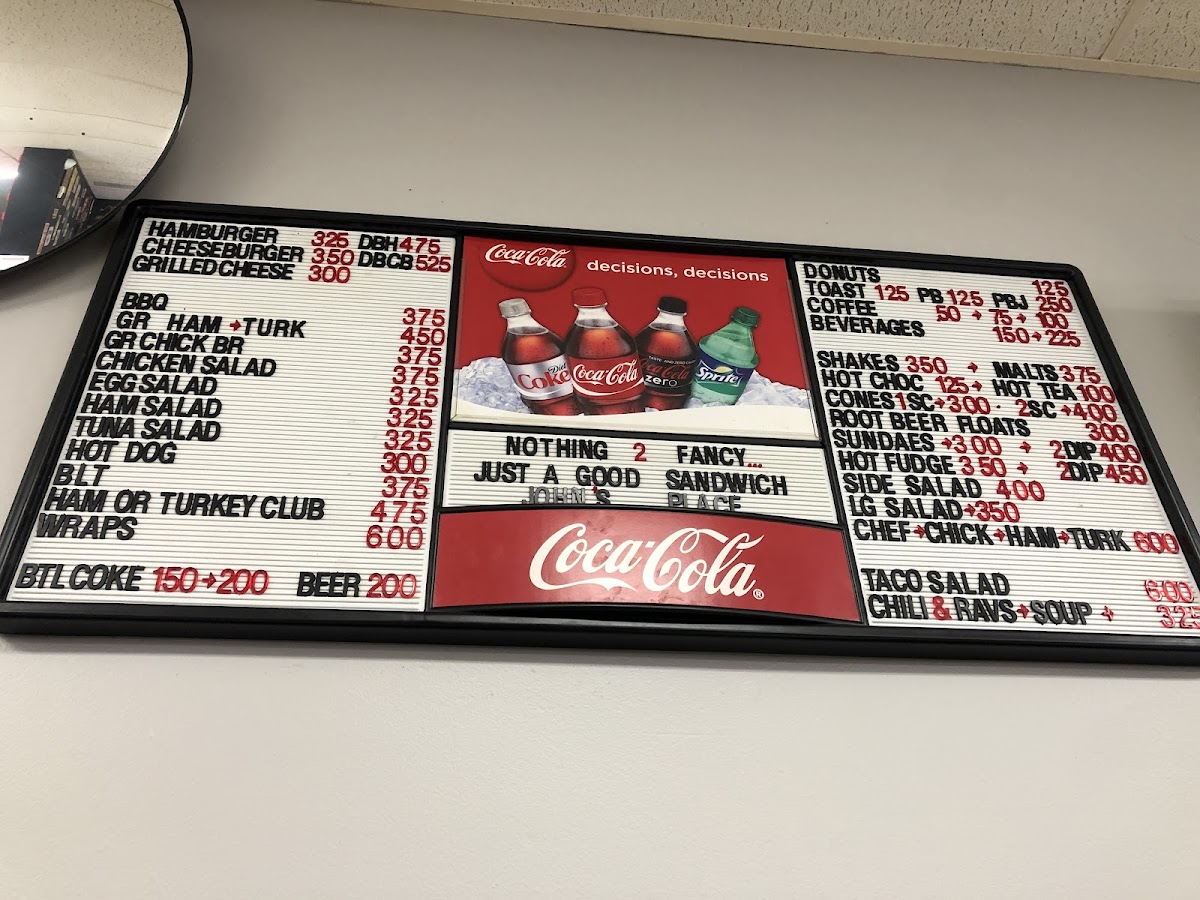 HAMBURGER 325 DBH 475
CHEESEBURGER 350 DBCB 525
GRILLED CHEESE 300
BBQ 375
GR HAM → TURK 450
GR CHICK BR 375
CHICKEN SALAD 375
EGG SALAD 325
HAM SALAD 325
TUNA SALAD 325
HOT DOG 300
BLT 375
HAM OR TURKEY CLUB 475
WRAPS 600
BTL COKE 150→200 BEER 200
Coca-Cola decisions, decisions
Diet Coke
Coca-Cola
Coca-Cola zero
Sprite
NOTHING 2 FANCY...
JUST A GOOD SANDWICH
JOHN'S PLACE
Coca-Cola®
DONUTS 125
TOAST 125 PB 125 PBJ 250
COFFEE 50 → 75 → 100
BEVERAGES 150→225
SHAKES 350 → MALTS 375
HOT CHOC 125→ HOT TEA 100
CONES 1SC→300 · 2SC→400
ROOT BEER FLOATS 300
SUNDAES→300 → 2DIP 400
HOT FUDGE 350 → 2DIP 450
SIDE SALAD 400
LG SALAD→350
CHEF→CHICK→HAM→TURK 600
TACO SALAD 600
CHILI & RAVS→SOUP → 325